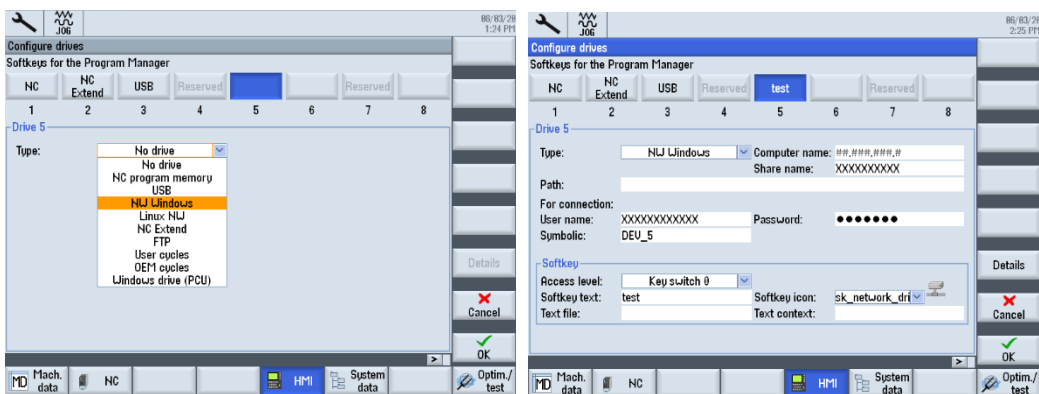 JOG
06/03/20
1:24 PM
Configure drives
Softkeys for the Program Manager
NC
NC Extend
USB
Reserved
Reserved
1 2 3 4 5 6 7 8
Drive 5
Type: No drive
No drive
NC program memory
USB
NW Windows
Linux NW
NC Extend
FTP
User cycles
OEM cycles
Windows drive (PCU)
Details
Cancel
OK
>
MD Mach. data
NC
HMI
System data
Optim./ test
JOG
06/03/20
2:25 PM
Configure drives
Softkeys for the Program Manager
NC
NC Extend
USB
Reserved
test
Reserved
1 2 3 4 5 6 7 8
Drive 5
Type: NW Windows Computer name: ##.###.###.#
Share name: XXXXXXXXXX
Path:
For connection:
User name: XXXXXXXXXXXX Password: ●●●●●●●
Symbolic: DEV_5
Softkey
Access level: Key switch 0
Softkey text: test Softkey icon: sk_network_dri
Text file: Text context:
Details
Cancel
OK
>
MD Mach. data
NC
HMI
System data
Optim./ test